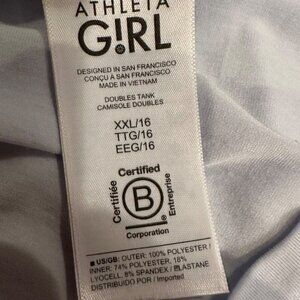 ATHLETA
G!RL
DESIGNED IN SAN FRANCISCO
CONÇU À SAN FRANCISCO
MADE IN VIETNAM
DOUBLES TANK
CAMISOLE DOUBLES
XXL/16
TTG/16
EEG/16
Certified
Certifiée
B
Entreprise
Corporation
■ US/GB: OUTER: 100% POLYESTER /
INNER: 74% POLYESTER, 18%
LYOCELL, 8% SPANDEX / ELASTANE
DISTRIBUIDO POR / Imported